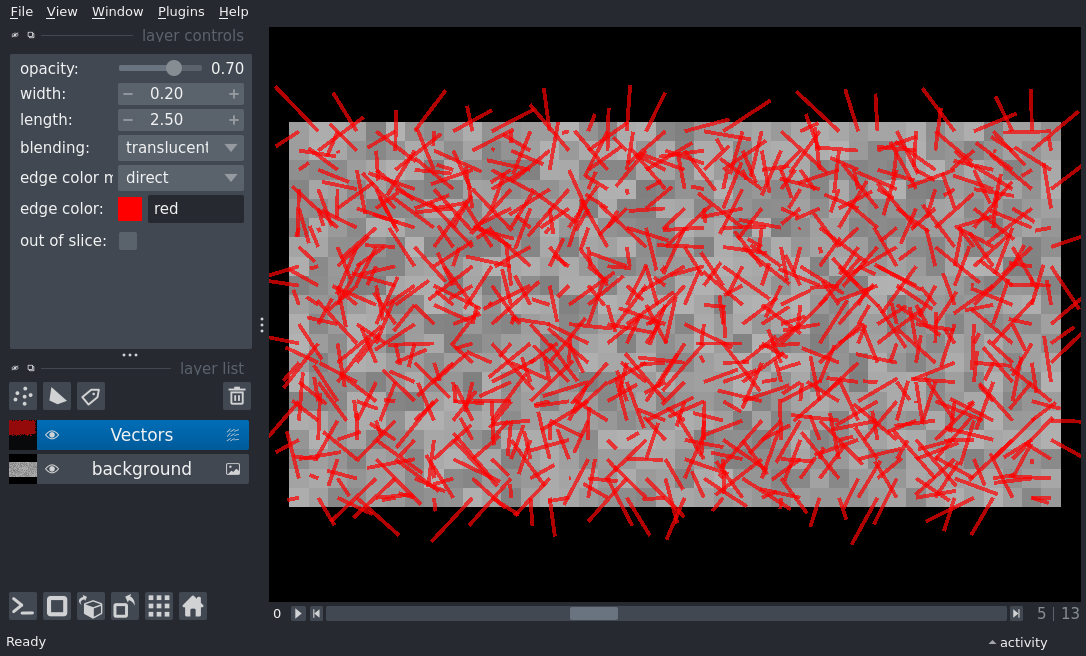 File View Window Plugins Help
layer controls
opacity: 0.70
width: − 0.20 +
length: − 2.50 +
blending: translucent
edge color m direct
edge color: red
out of slice:
layer list
Vectors
background
0 5 | 13
Ready activity